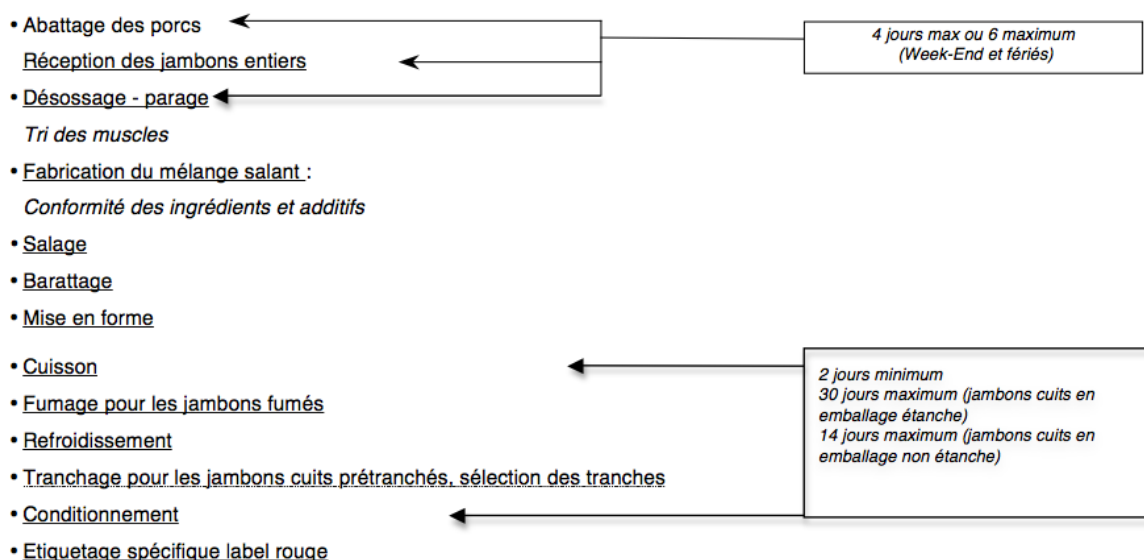 • Abattage des porcs
4 jours max ou 6 maximum
(Week-End et fériés)
Réception des jambons entiers
• Désossage - parage
Tri des muscles
• Fabrication du mélange salant :
Conformité des ingrédients et additifs
• Salage
• Barattage
• Mise en forme
• Cuisson
2 jours minimum
30 jours maximum (jambons cuits en
emballage étanche)
14 jours maximum (jambons cuits en
emballage non étanche)
• Fumage pour les jambons fumés
• Refroidissement
• Tranchage pour les jambons cuits prétranchés, sélection des tranches
• Conditionnement
• Etiquetage spécifique label rouge